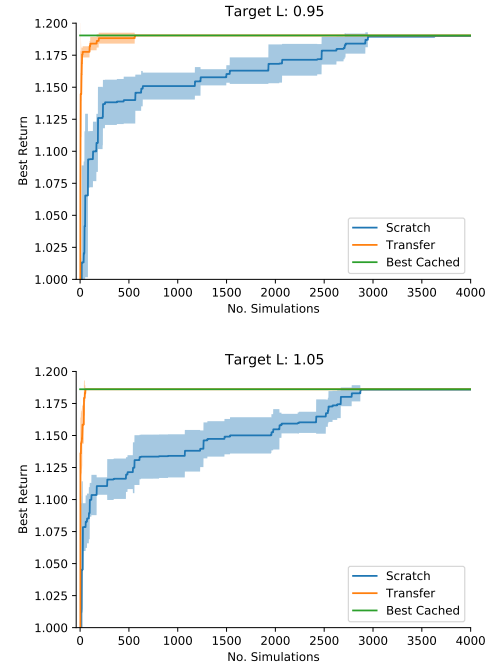 Target L: 0.95
1.200
1.175
1.150
1.125
1.100
1.075
1.050
1.025
1.000
Best Return
Scratch
Transfer
Best Cached
0 500 1000 1500 2000 2500 3000 3500 4000
No. Simulations
Target L: 1.05
1.200
1.175
1.150
1.125
1.100
1.075
1.050
1.025
1.000
Best Return
Scratch
Transfer
Best Cached
0 500 1000 1500 2000 2500 3000 3500 4000
No. Simulations